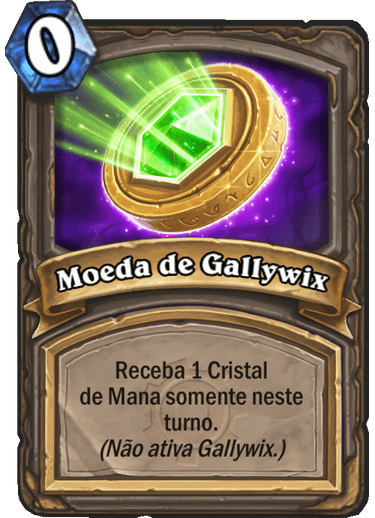 0
Moeda de Gallywix
Receba 1 Cristal
de Mana somente neste
turno.
(Não ativa Gallywix.)